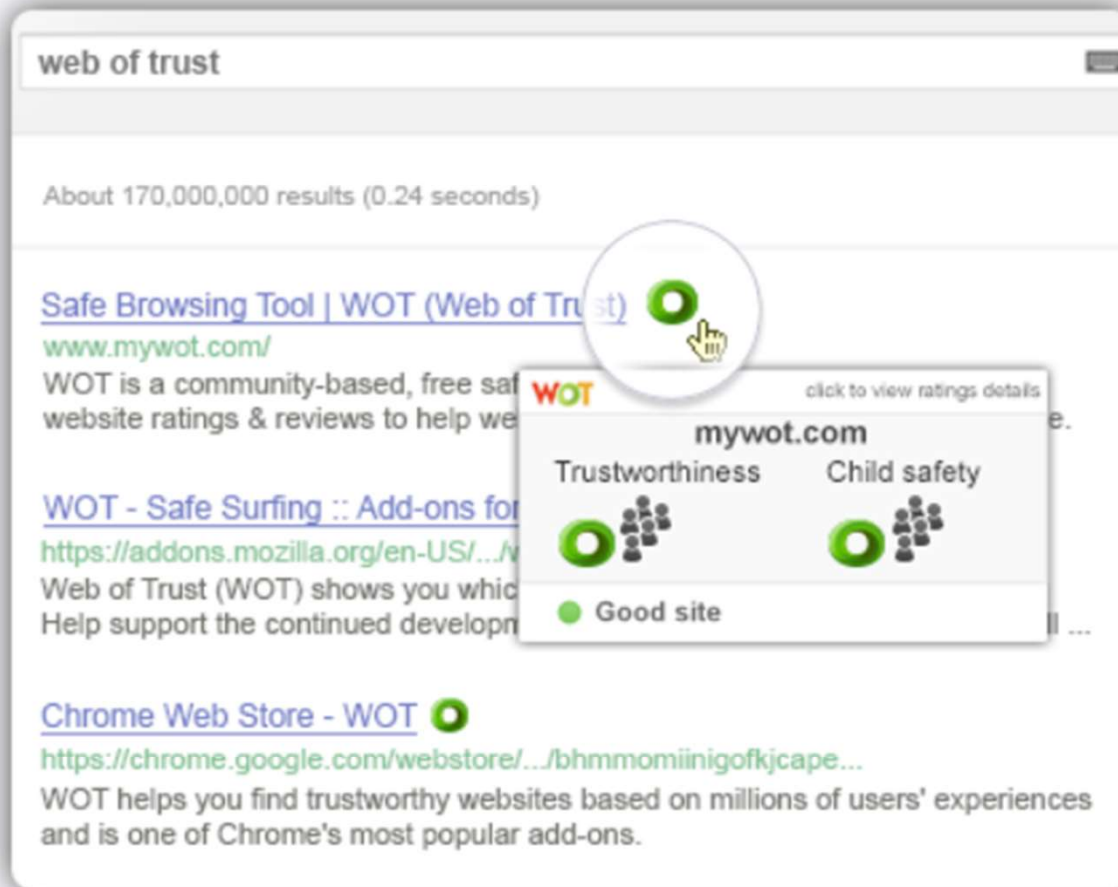 web of trust
About 170,000,000 results (0.24 seconds)
Safe Browsing Tool | WOT (Web of Trust)
www.mywot.com/
WOT is a community-based, free saf
website ratings & reviews to help we
e.
WOT click to view ratings details
mywot.com
Trustworthiness Child safety
Good site
WOT - Safe Surfing :: Add-ons for
https://addons.mozilla.org/en-US/.../w
Web of Trust (WOT) shows you whic
Help support the continued developm
ll ...
Chrome Web Store - WOT
https://chrome.google.com/webstore/.../bhmmomiinigofkjcape...
WOT helps you find trustworthy websites based on millions of users' experiences
and is one of Chrome's most popular add-ons.